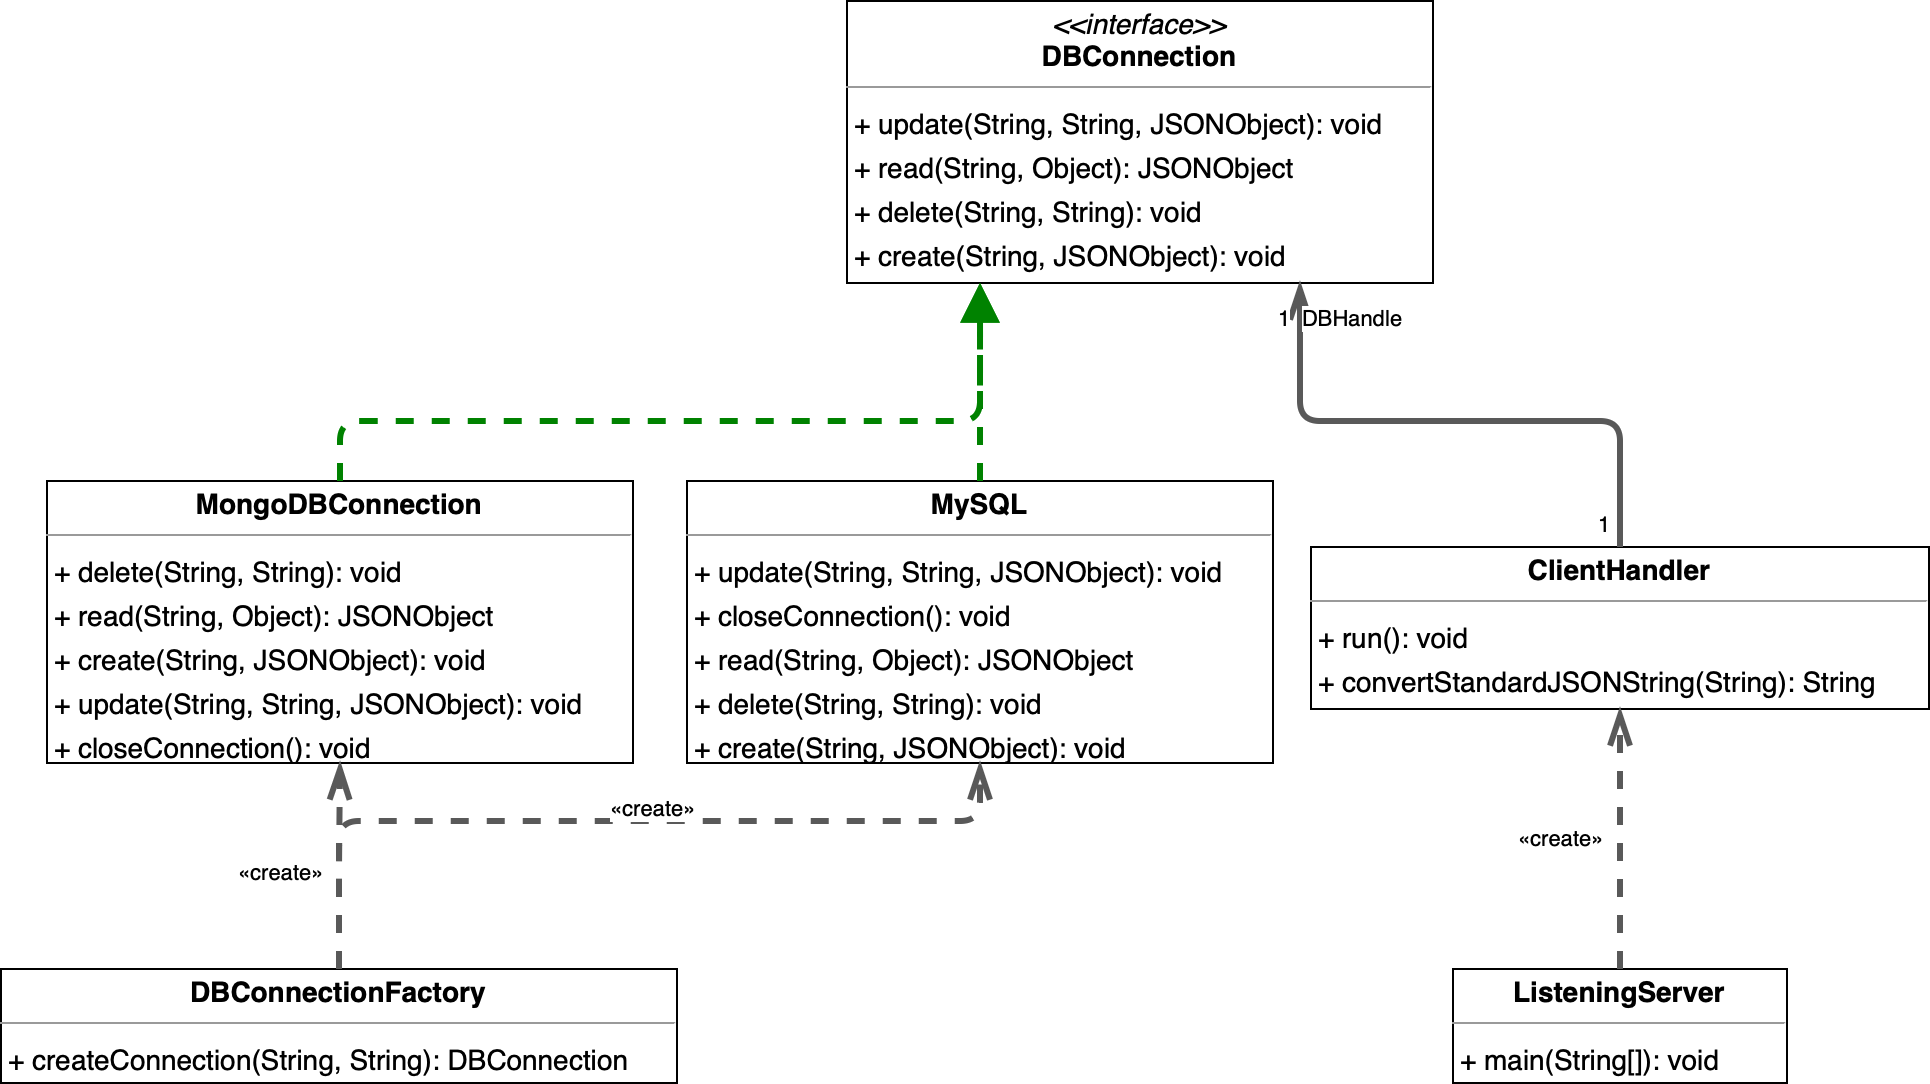 <<interface>>
DBConnection
+ update(String, String, JSONObject): void
+ read(String, Object): JSONObject
+ delete(String, String): void
+ create(String, JSONObject): void
1 DBHandle
MongoDBConnection
+ delete(String, String): void
+ read(String, Object): JSONObject
+ create(String, JSONObject): void
+ update(String, String, JSONObject): void
+ closeConnection(): void
MySQL
+ update(String, String, JSONObject): void
+ closeConnection(): void
+ read(String, Object): JSONObject
+ delete(String, String): void
+ create(String, JSONObject): void
1
ClientHandler
+ run(): void
+ convertStandardJSONString(String): String
«create»
«create»
«create»
DBConnectionFactory
+ createConnection(String, String): DBConnection
ListeningServer
+ main(String[]): void